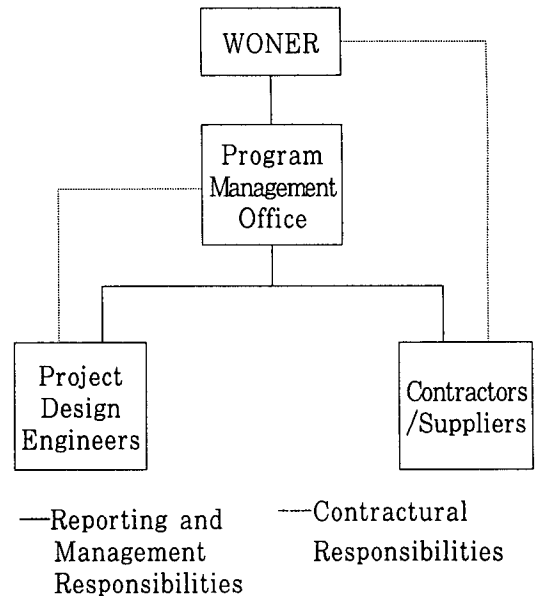 WONER
Program
Management
Office
Project
Design
Engineers
Contractors
/Suppliers
—Reporting and
Management
Responsibilities
----Contractural
Responsibilities